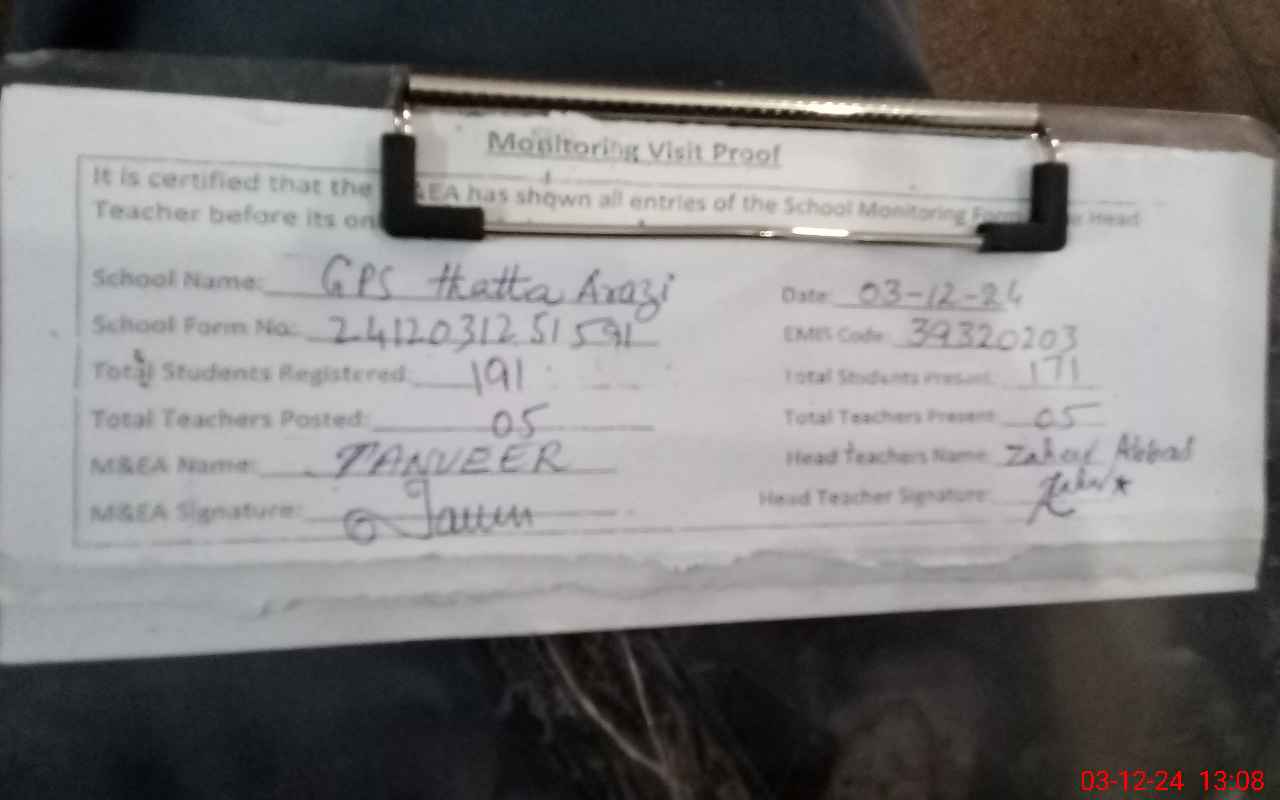 Monitoring Visit Proof
It is certified that the M&EA has shown all entries of the School Monitoring Form Head
Teacher before its
School Name: GPS thatta Arazi Date: 03-12-24
School Form No: 2412031251591 EMIS Code: 39320203
Total Students Registered: 191 Total Students Present: 171
Total Teachers Posted: 05 Total Teachers Present: 05
M&EA Name: TANVEER Head Teachers Name: Abbas
M&EA Signature: Head Teacher Signature:
03-12-24 13:08